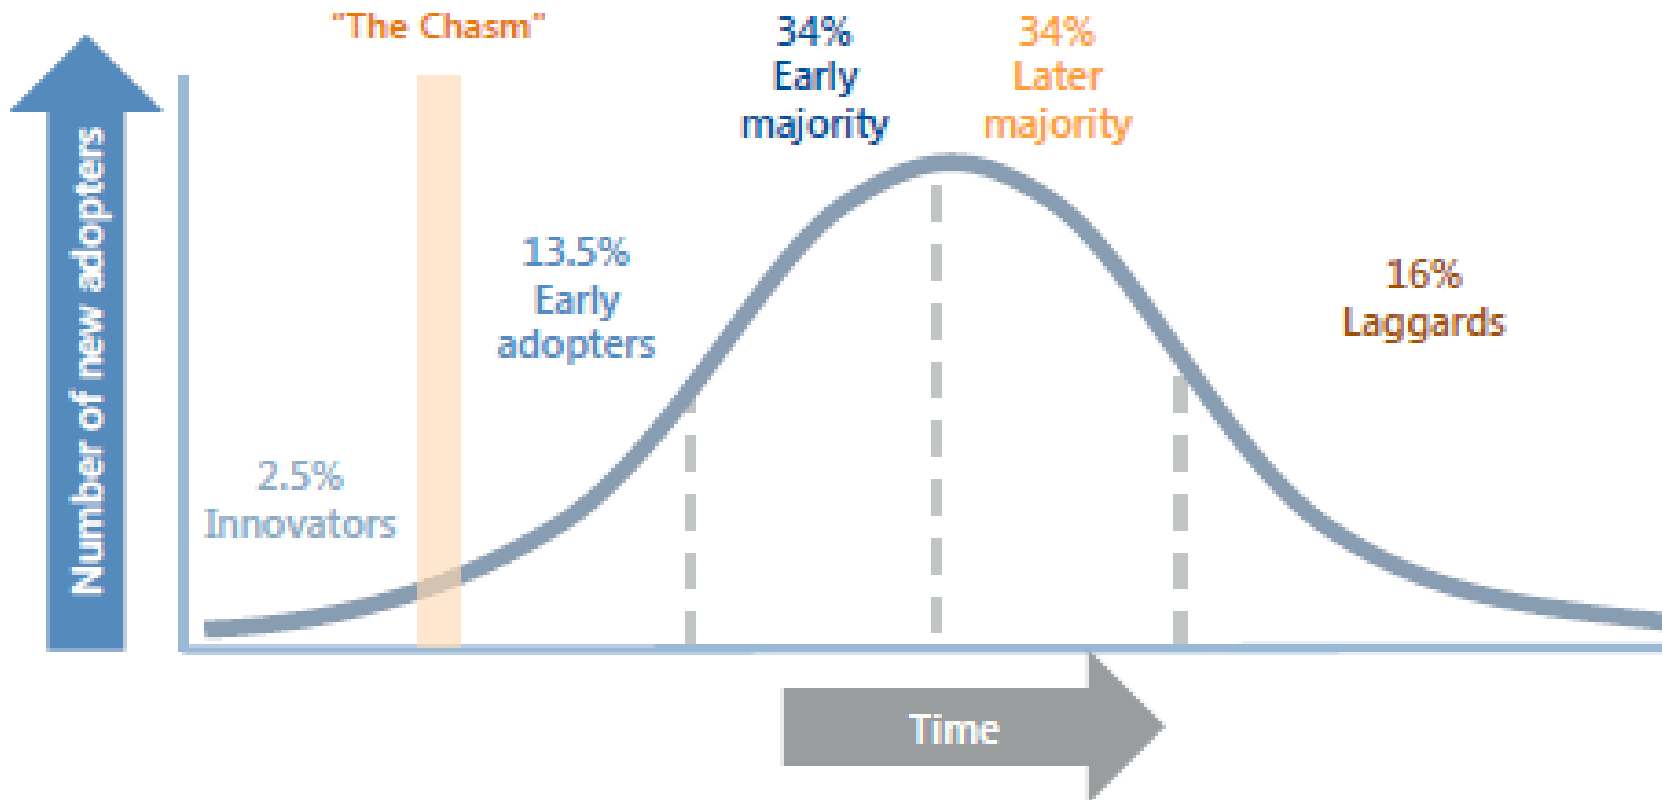 "The Chasm"
34%
Early
majority
34%
Later
majority
Number of new adopters
13.5%
Early
adopters
16%
Laggards
2.5%
Innovators
Time